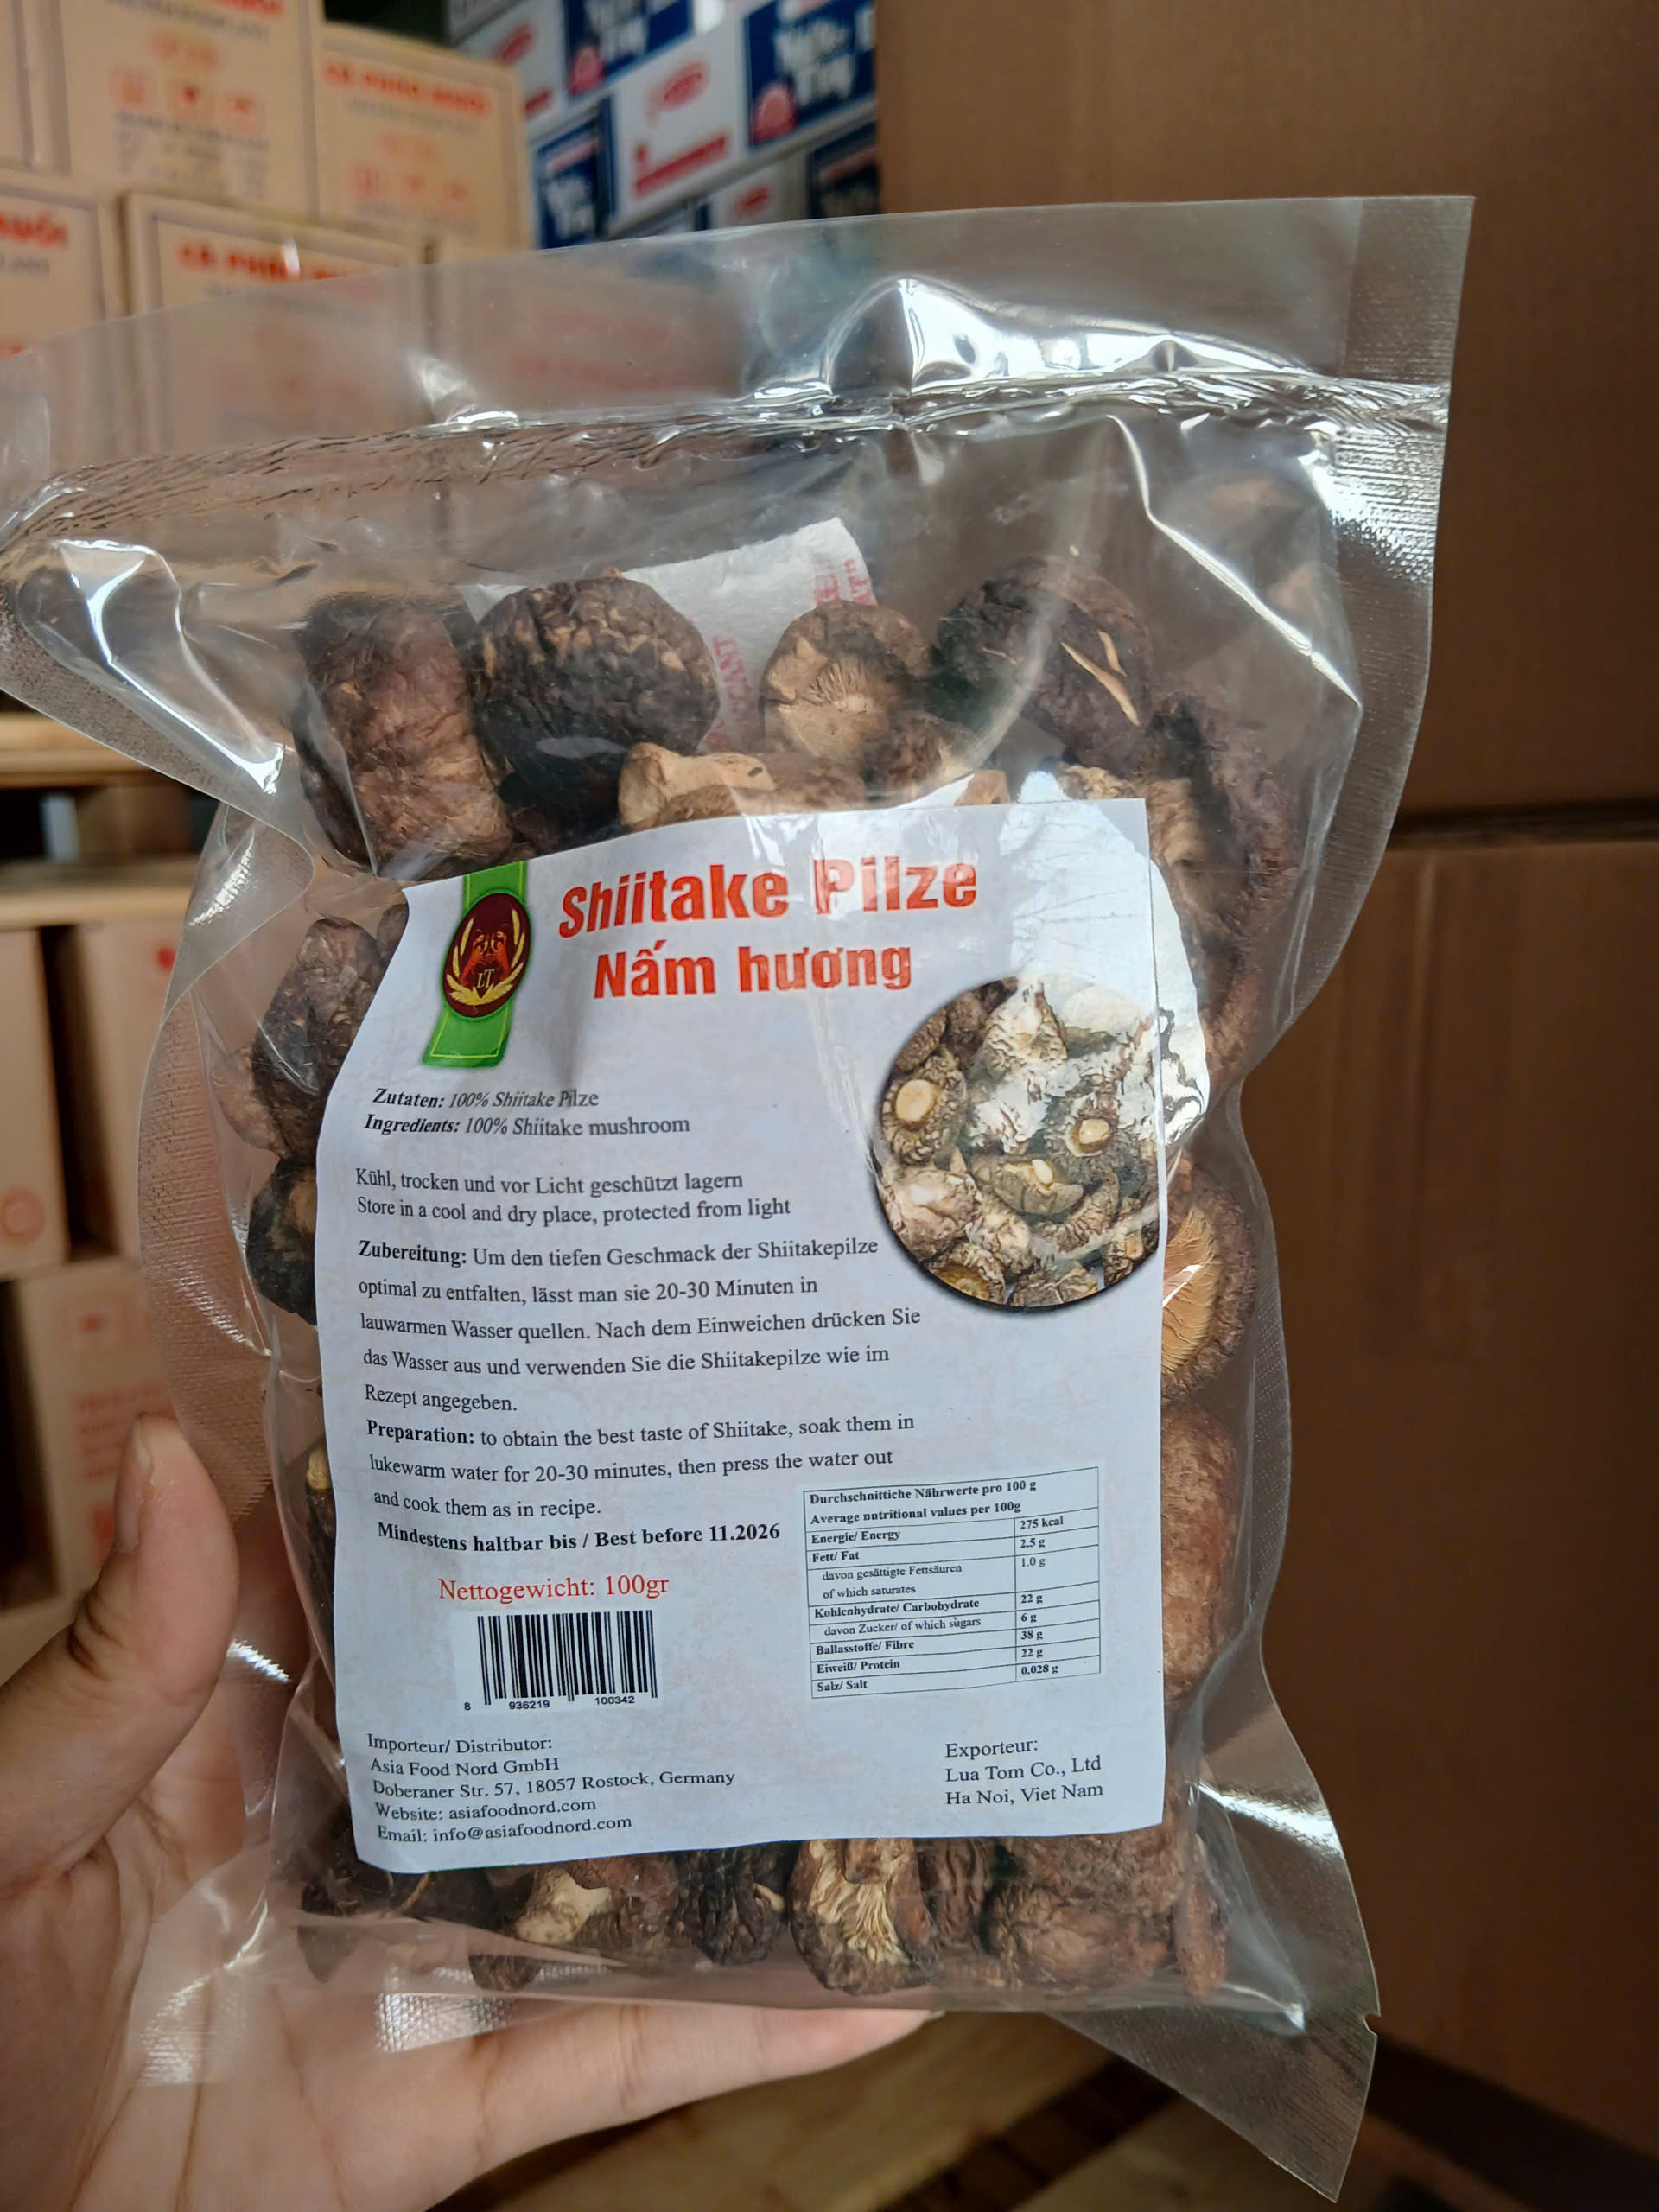 Shiitake Pilze
Nấm hương
LT
Zutaten: 100% Shiitake Pilze
Ingredients: 100% Shiitake mushroom
Kühl, trocken und vor Licht geschützt lagern
Store in a cool and dry place, protected from light
Zubereitung: Um den tiefen Geschmack der Shiitakepilze
optimal zu entfalten, lässt man sie 20-30 Minuten in
lauwarmen Wasser quellen. Nach dem Einweichen drücken Sie
das Wasser aus und verwenden Sie die Shiitakepilze wie im
Rezept angegeben.
Preparation: to obtain the best taste of Shiitake, soak them in
lukewarm water for 20-30 minutes, then press the water out
and cook them as in recipe.
Mindestens haltbar bis / Best before 11.2026
Nettogewicht: 100gr
8 936219 100342
Durchschnittiche Nährwerte pro 100 g
Average nutritional values per 100g
Energie/ Energy 275 kcal
Fett/ Fat 2.5 g
davon gesättigte Fettsäuren 1.0 g
of which saturates
Kohlenhydrate/ Carbohydrate 22 g
davon Zucker/ of which sugars 6 g
Ballasstoffe/ Fibre 38 g
Eiweiß/ Protein 22 g
Salz/ Salt 0.028 g
Importeur/ Distributor:
Asia Food Nord GmbH
Doberaner Str. 57, 18057 Rostock, Germany
Website: asiafoodnord.com
Email: info@asiafoodnord.com
Exporteur:
Lua Tom Co., Ltd
Ha Noi, Viet Nam